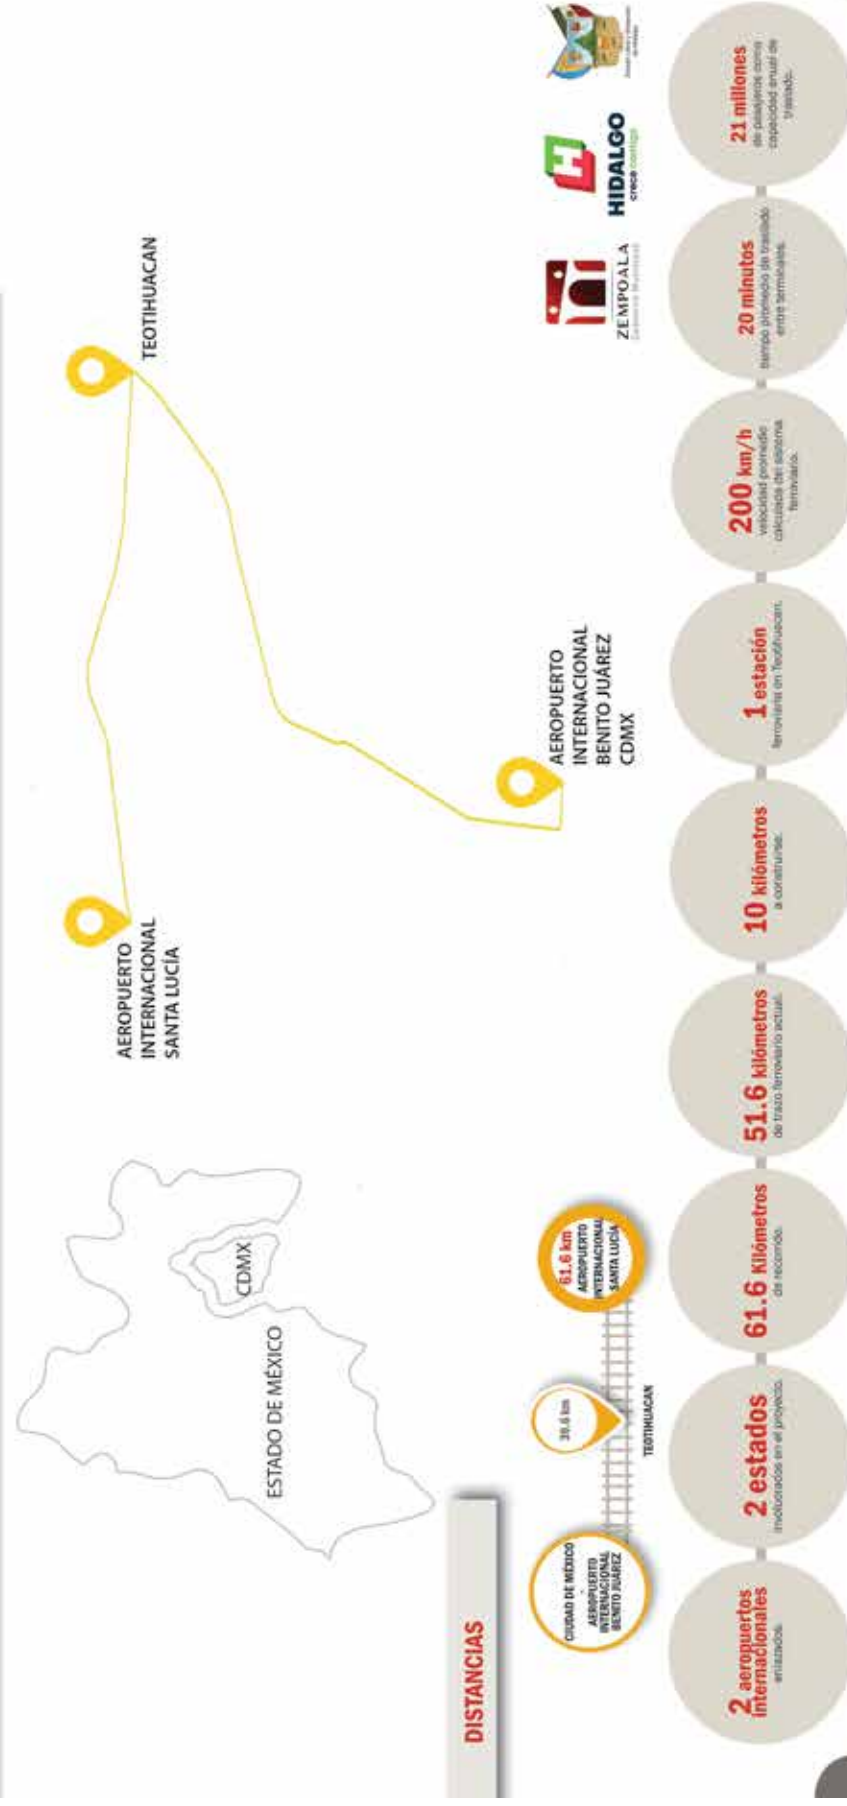 TEOTIHUACAN
AEROPUERTO
INTERNACIONAL
SANTA LUCÍA
AEROPUERTO
INTERNACIONAL
BENITO JUÁREZ
CDMX
CDMX
ESTADO DE MÉXICO
DISTANCIAS
CIUDAD DE MÉXICO
-
AEROPUERTO
INTERNACIONAL
BENITO JUÁREZ
39.6 km
TEOTIHUACAN
61.6 km
AEROPUERTO
INTERNACIONAL
SANTA LUCÍA
ZEMPOALA
HIDALGO
crece contigo
2 aeropuertos
internacionales
enlazados.
2 estados
involucrados en el proyecto.
61.6 Kilómetros
de recorrido.
51.6 kilómetros
de trazo ferroviario actual.
10 kilómetros
a construirse.
1 estación
ferroviaria en Teotihuacan.
200 km/h
velocidad promedio
calculada del sistema
ferroviario.
20 minutos
tiempo promedio de traslado
entre terminales.
21 millones
de pasajeros como
capacidad anual de
traslado.